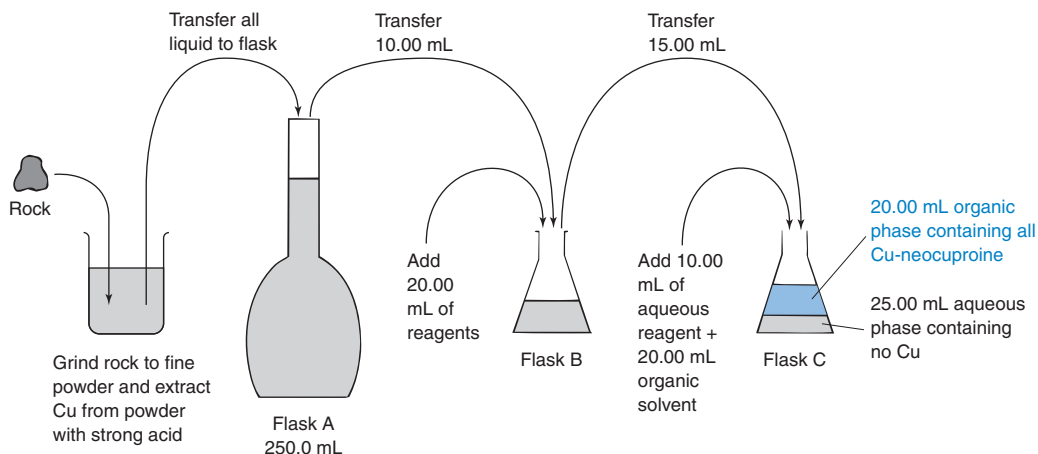 Transfer all
liquid to flask
Transfer
10.00 mL
Transfer
15.00 mL
Rock
Grind rock to fine
powder and extract
Cu from powder
with strong acid
Flask A
250.0 mL
Add
20.00
mL of
reagents
Flask B
Add 10.00
mL of
aqueous
reagent +
20.00 mL
organic
solvent
Flask C
20.00 mL organic
phase containing all
Cu-neocuproine
25.00 mL aqueous
phase containing
no Cu